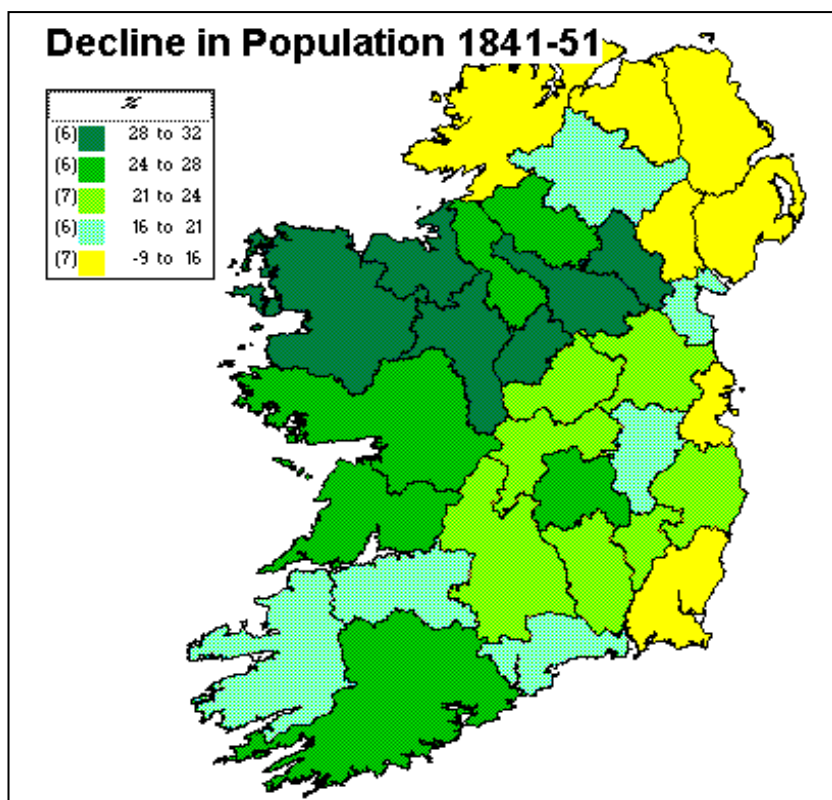 Decline in Population 1841-51
%
(6) 28 to 32
(6) 24 to 28
(7) 21 to 24
(6) 16 to 21
(7) -9 to 16